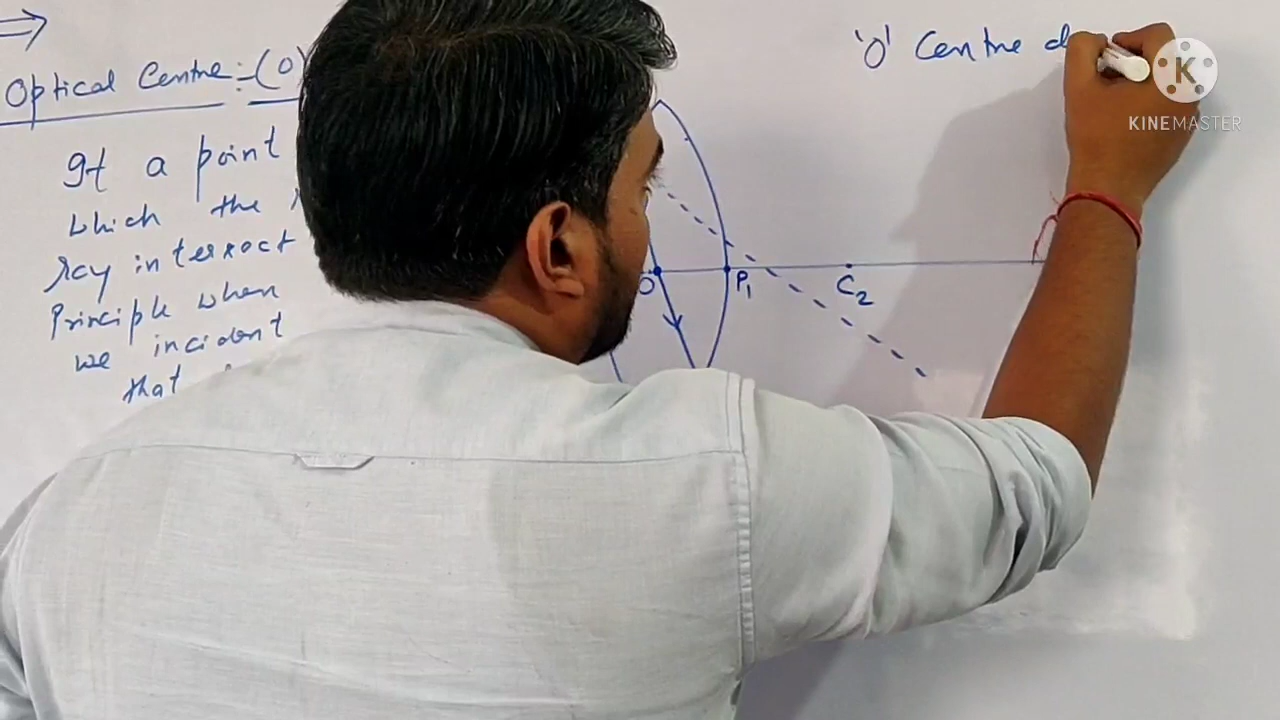 Optical Centre :- (O)
It a point
which the
ray intersect
Principle when
we incident
that
O
P1
C2
'O' Centre
KINEMASTER